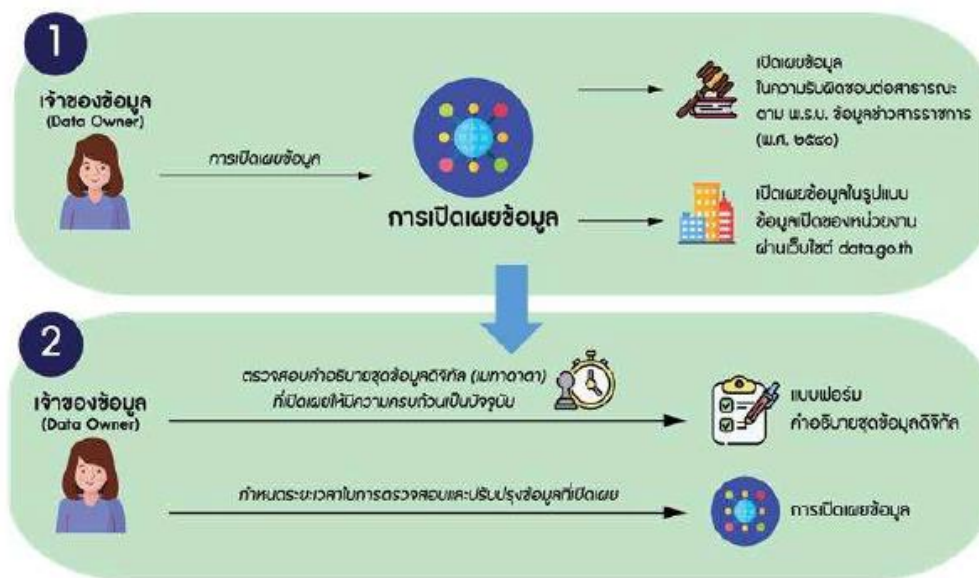 1
เจ้าของข้อมูล
(Data Owner)
การเปิดเผยข้อมูล
การเปิดเผยข้อมูล
เปิดเผยข้อมูล
ในความรับผิดชอบต่อสาธารณะ
ตาม พ.ร.บ. ข้อมูลข่าวสารราชการ
(พ.ศ. ๒๕๔๐)
เปิดเผยข้อมูลในรูปแบบ
ข้อมูลเปิดของหน่วยงาน
ผ่านเว็บไซต์ data.go.th
2
เจ้าของข้อมูล
(Data Owner)
ตรวจสอบคำอธิบายชุดข้อมูลดิจิทัล (เมทาดาตา)
ที่เปิดเผยให้มีความครบถ้วนเป็นปัจจุบัน
แบบฟอร์ม
คำอธิบายชุดข้อมูลดิจิทัล
กำหนดระยะเวลาในการตรวจสอบและปรับปรุงข้อมูลที่เปิดเผย
การเปิดเผยข้อมูล